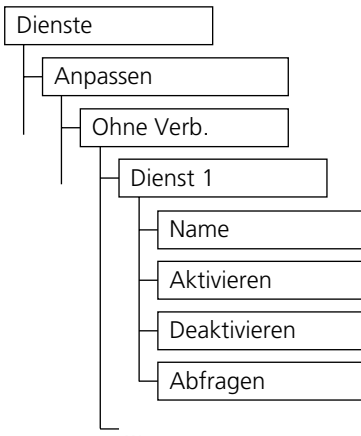 Dienste
Anpassen
Ohne Verb.
Dienst 1
Name
Aktivieren
Deaktivieren
Abfragen